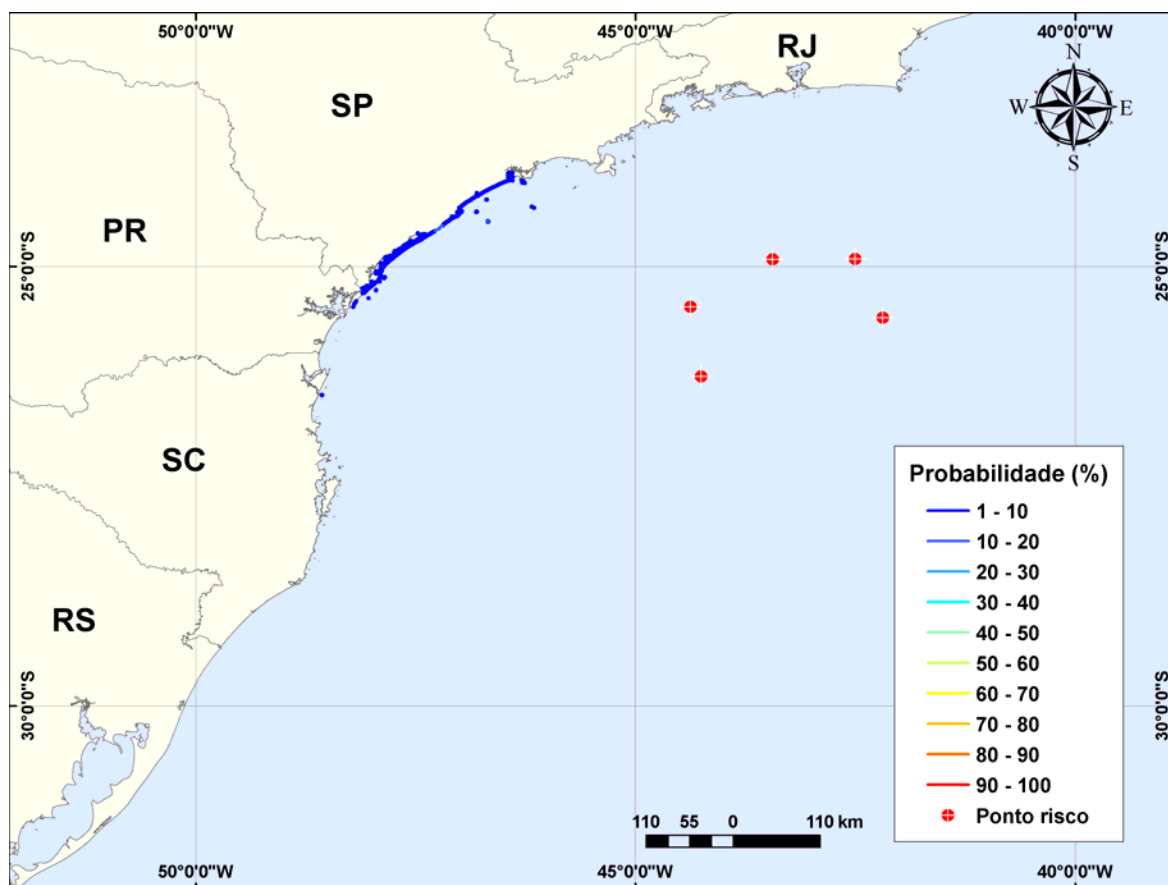 50°0'0"W 45°0'0"W 40°0'0"W
RJ
N
SP
W E
S
PR
25°0'0"S 25°0'0"S
SC
Probabilidade (%)
1 - 10
10 - 20
20 - 30
30 - 40
40 - 50
50 - 60
60 - 70
70 - 80
80 - 90
90 - 100
Ponto risco
RS
30°0'0"S 30°0'0"S
110 55 0 110 km
50°0'0"W 45°0'0"W 40°0'0"W